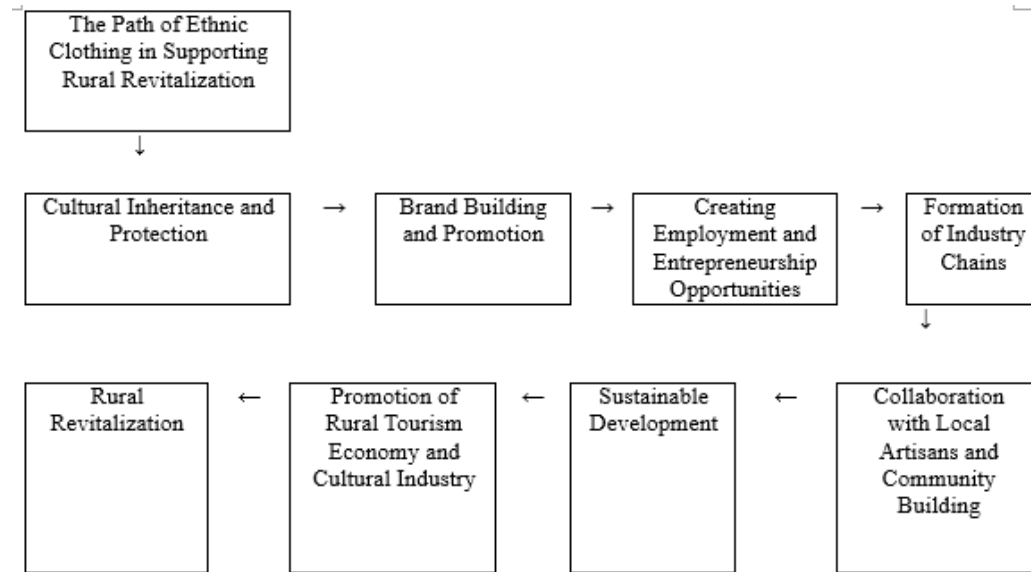 The Path of Ethnic
Clothing in Supporting
Rural Revitalization
↓
Cultural Inheritance and
Protection
→
Brand Building
and Promotion
→
Creating
Employment and
Entrepreneurship
Opportunities
→
Formation
of Industry
Chains
↓
Collaboration
with Local
Artisans and
Community
Building
←
Sustainable
Development
←
Promotion of
Rural Tourism
Economy and
Cultural Industry
←
Rural
Revitalization